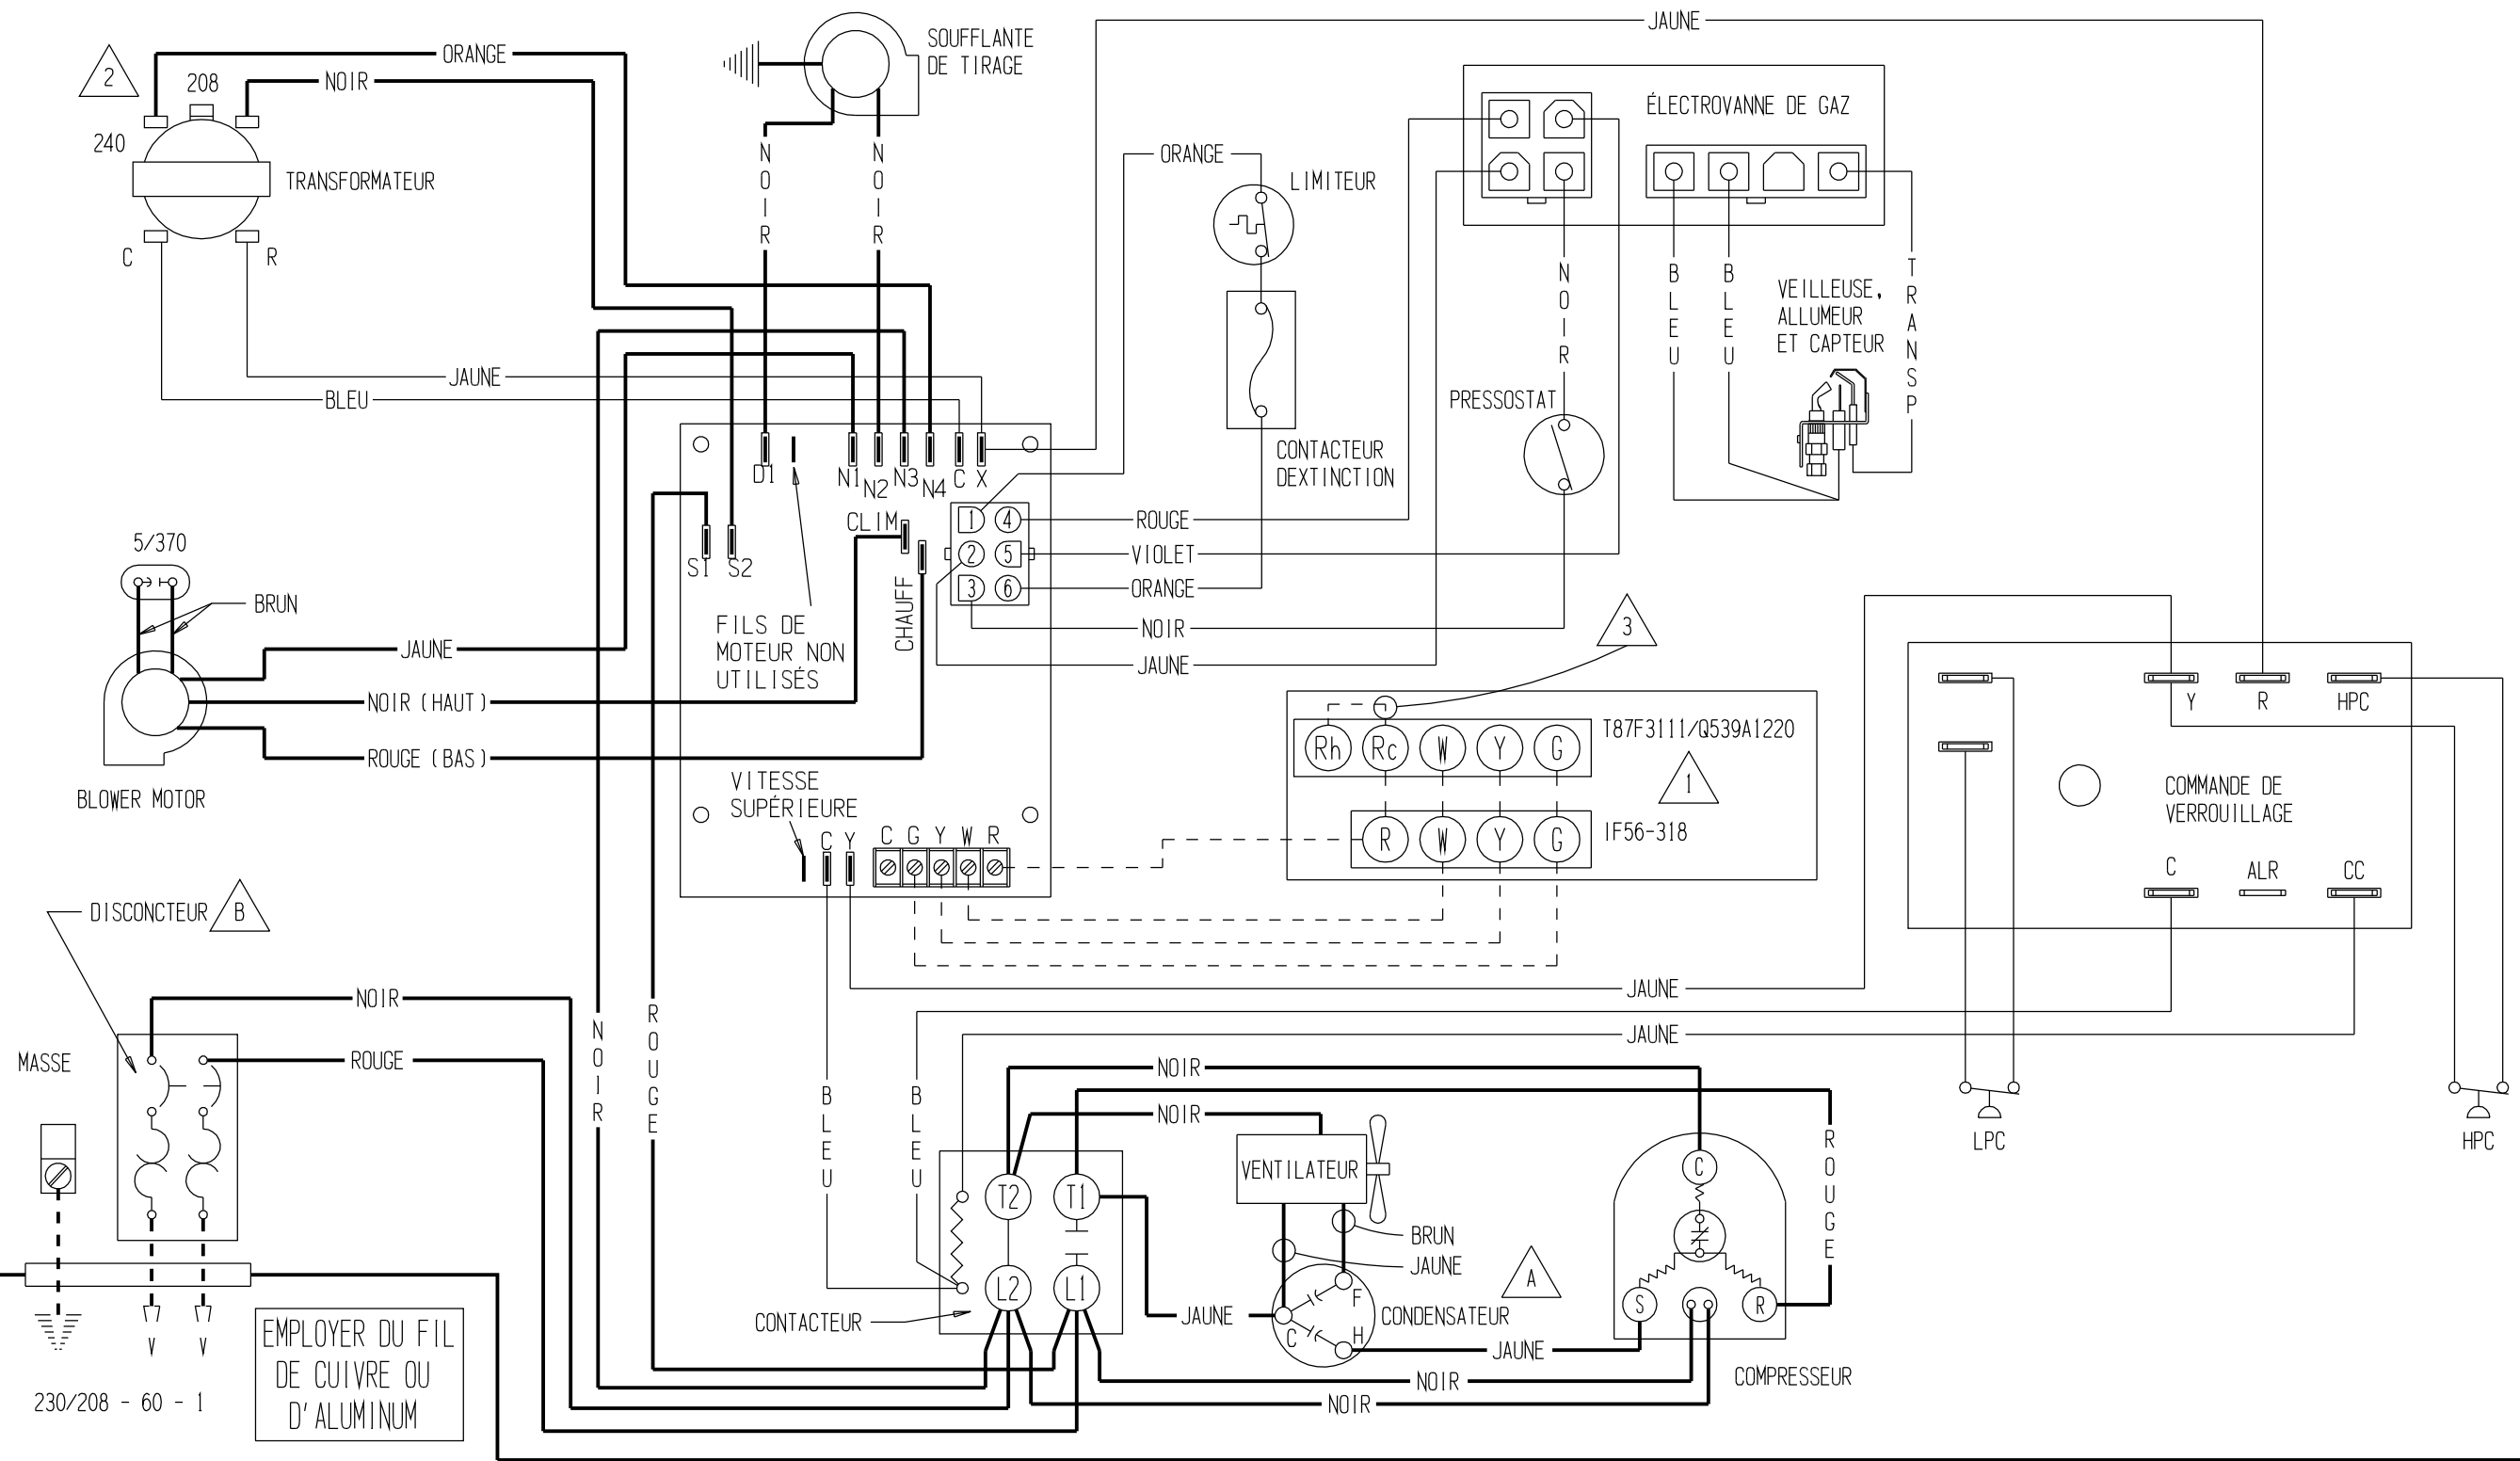 JAUNE
SOUFFLANTE
DE TIRAGE
ORANGE
2
208
NOIR
240
ÉLECTROVANNE DE GAZ
TRANSFORMATEUR
NOIR
NOIR
ORANGE
LIMITEUR
C
R
NOIR
BLEU
BLEU
TRANSP
VEILLEUSE,
ALLUMEUR
ET CAPTEUR
JAUNE
BLEU
PRESSOSTAT
CONTACTEUR
DEXTINCTION
D1
N1
N2
N3
N4
C
X
CLIM
1
4
ROUGE
2
5
VIOLET
3
6
ORANGE
S1
S2
CHAUFF
NOIR
JAUNE
5/370
BRUN
FILS DE
MOTEUR NON
UTILISÉS
3
JAUNE
NOIR (HAUT)
ROUGE (BAS)
BLOWER MOTOR
T87F3111/Q539A1220
Rh
Rc
W
Y
G
1
Y
R
HPC
VITESSE
SUPÉRIEURE
COMMANDE DE
VERROUILLAGE
C
Y
C
G
Y
W
R
R
W
Y
G
IF56-318
C
ALR
CC
DISCONCTEUR
B
JAUNE
NOIR
NOIR
ROUGE
JAUNE
MASSE
ROUGE
NOIR
NOIR
BLEU
BLEU
ROUGE
LPC
HPC
T2
T1
VENTILATEUR
C
BRUN
JAUNE
A
L2
L1
CONTACTEUR
JAUNE
F
C
H
CONDENSATEUR
S
R
JAUNE
COMPRESSEUR
NOIR
NOIR
V
V
230/208 - 60 - 1
EMPLOYER DU FIL
DE CUIVRE OU
D'ALUMINUM